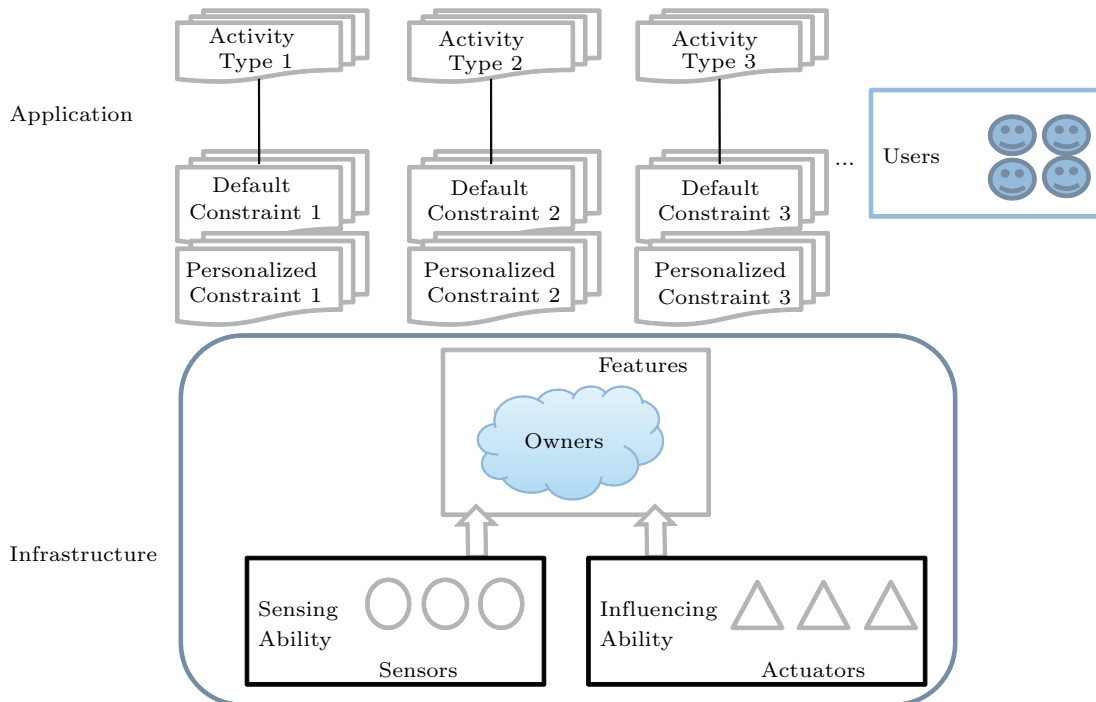 Activity
Type 1
Activity
Type 2
Activity
Type 3
Application
Users
...
Default
Constraint 1
Default
Constraint 2
Default
Constraint 3
Personalized
Constraint 1
Personalized
Constraint 2
Personalized
Constraint 3
Features
Owners
Infrastructure
Sensing
Ability
Sensors
Influencing
Ability
Actuators